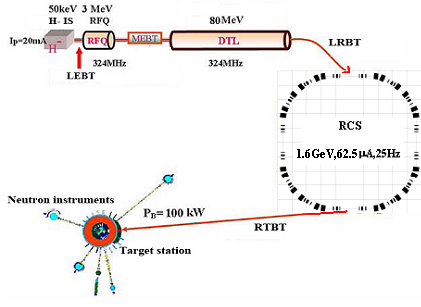 50keV
H- IS
3 MeV
RFQ
80MeV
Ip=20mA
H -
RFQ
MEBT
DTL
LRBT
LEBT
324MHz
324MHz
RCS
1.6GeV,62.5µA,25Hz
Neutron instruments
PB= 100 kW
RTBT
Target station